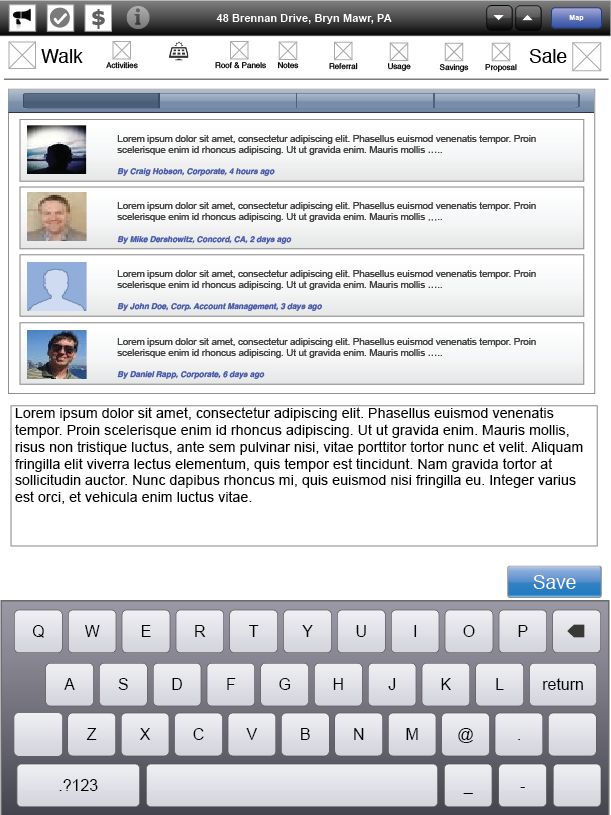 48 Brennan Drive, Bryn Mawr, PA
Map
Walk
Activities
Roof & Panels
Notes
Referral
Usage
Savings
Proposal
Sale
Lorem ipsum dolor sit amet, consectetur adipiscing elit. Phasellus euismod venenatis tempor. Proin
scelerisque enim id rhoncus adipiscing. Ut ut gravida enim. Mauris mollis .....
By Craig Hobson, Corporate, 4 hours ago
Lorem ipsum dolor sit amet, consectetur adipiscing elit. Phasellus euismod venenatis tempor. Proin
scelerisque enim id rhoncus adipiscing. Ut ut gravida enim. Mauris mollis .....
By Mike Dershowitz, Concord, CA, 2 days ago
Lorem ipsum dolor sit amet, consectetur adipiscing elit. Phasellus euismod venenatis tempor. Proin
scelerisque enim id rhoncus adipiscing. Ut ut gravida enim. Mauris mollis .....
By John Doe, Corp. Account Management, 3 days ago
Lorem ipsum dolor sit amet, consectetur adipiscing elit. Phasellus euismod venenatis tempor. Proin
scelerisque enim id rhoncus adipiscing. Ut ut gravida enim. Mauris mollis .....
By Daniel Rapp, Corporate, 6 days ago
Lorem ipsum dolor sit amet, consectetur adipiscing elit. Phasellus euismod venenatis
tempor. Proin scelerisque enim id rhoncus adipiscing. Ut ut gravida enim. Mauris mollis,
risus non tristique luctus, ante sem pulvinar nisi, vitae porttitor tortor nunc et velit. Aliquam
fringilla elit viverra lectus elementum, quis tempor est tincidunt. Nam gravida tortor at
sollicitudin auctor. Nunc dapibus rhoncus mi, quis euismod nisi fringilla eu. Integer varius
est orci, et vehicula enim luctus vitae.
Save
Q W E R T Y U I O P
A S D F G H J K L return
Z X C V B N M @ .
.?123 _ -